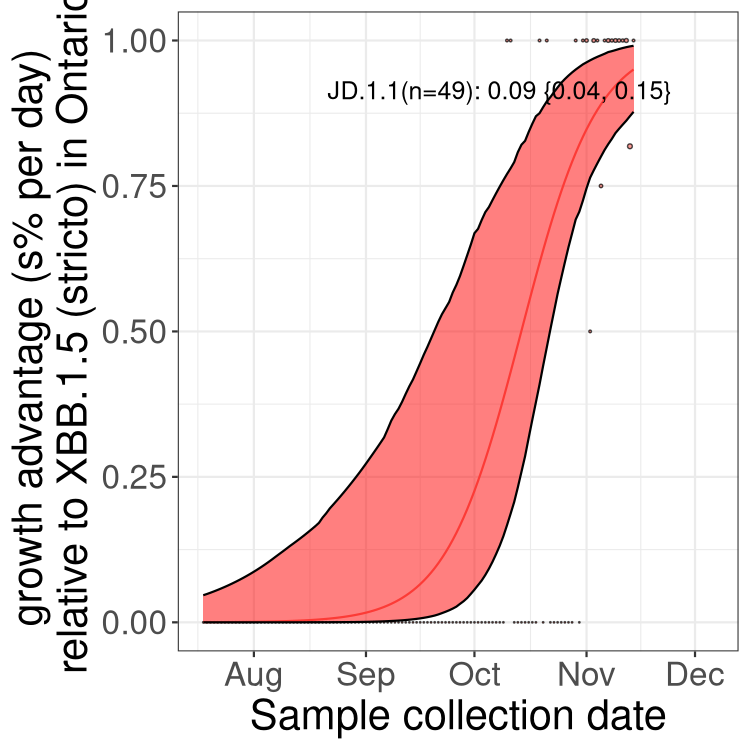 growth advantage (s% per day)
relative to XBB.1.5 (stricto) in Ontario
1.00
0.75
0.50
0.25
0.00
JD.1.1(n=49): 0.09 {0.04, 0.15}
Aug Sep Oct Nov Dec
Sample collection date